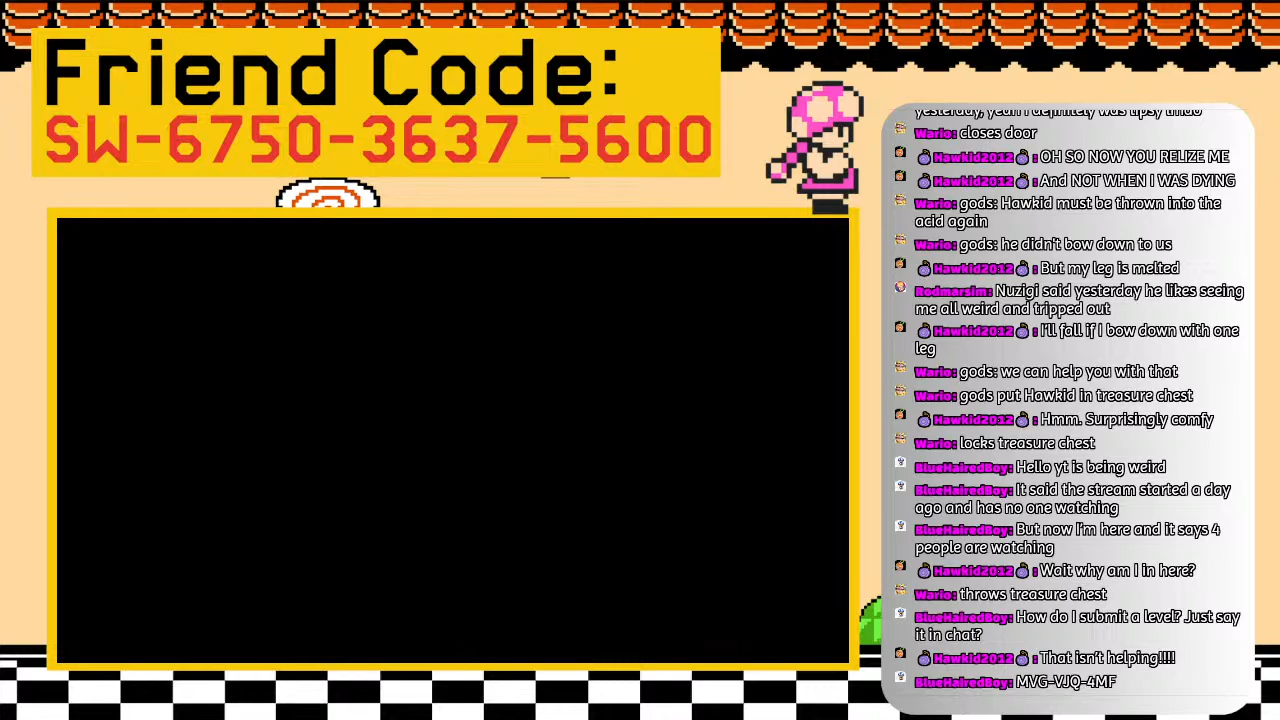 Friend Code:
SW-6750-3637-5600
yesterday, yeah I definitely was tipsy lmao
Wario: closes door
Hawkid2012: OH SO NOW YOU RELIZE ME
Hawkid2012: And NOT WHEN I WAS DYING
Wario: gods: Hawkid must be thrown into the
acid again
Wario: gods: he didn't bow down to us
Hawkid2012: But my leg is melted
Rodmarsim: Nuzigi said yesterday he likes seeing
me all weird and tripped out
Hawkid2012: I'll fall if I bow down with one
leg
Wario: gods: we can help you with that
Wario: gods put Hawkid in treasure chest
Hawkid2012: Hmm. Surprisingly comfy
Wario: locks treasure chest
BlueHairedBoy: Hello yt is being weird
BlueHairedBoy: It said the stream started a day
ago and has no one watching
BlueHairedBoy: But now I'm here and it says 4
people are watching
Hawkid2012: Wait why am I in here?
Wario: throws treasure chest
BlueHairedBoy: How do I submit a level? Just say
it in chat?
Hawkid2012: That isn't helping!!!!
BlueHairedBoy: MVG-VJQ-4MF